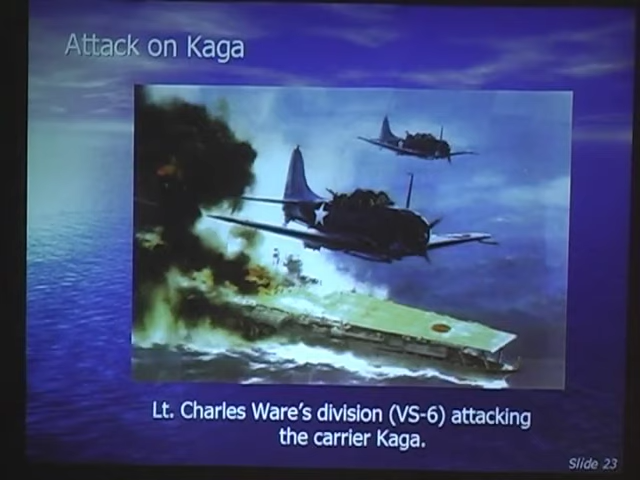 Attack on Kaga
Lt. Charles Ware's division (VS-6) attacking
the carrier Kaga.
Slide 23